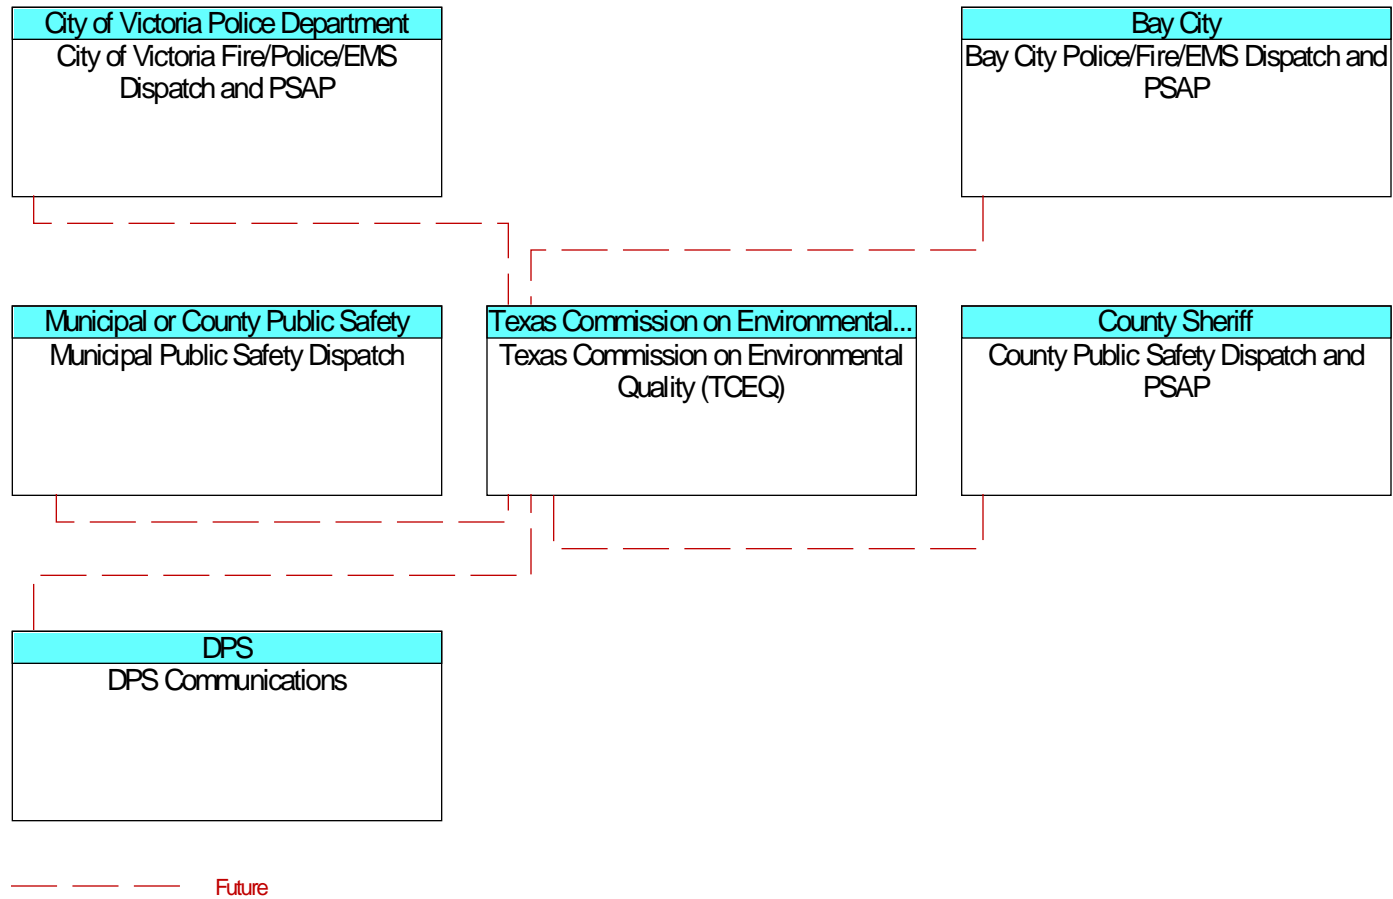 City of Victoria Police Department
City of Victoria Fire/Police/EMS
Dispatch and PSAP
Bay City
Bay City Police/Fire/EMS Dispatch and
PSAP
Municipal or County Public Safety
Municipal Public Safety Dispatch
Texas Commission on Environmental...
Texas Commission on Environmental
Quality (TCEQ)
County Sheriff
County Public Safety Dispatch and
PSAP
DPS
DPS Communications
Future